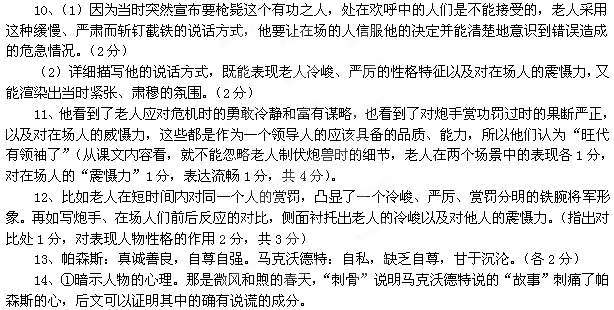 10、（1）因为当时突然宣布要枪毙这个有功之人，处在欢呼中的人们是不能接受的，老人采用
这种缓慢、严肃而斩钉截铁的说话方式，他要让在场的人信服他的决定并能清楚地意识到错误造成
的危急情况。（2分）
（2）详细描写他的说话方式，既能表现老人冷峻、严厉的性格特征以及对在场人的震慑力，又
能渲染出当时紧张、肃穆的氛围。（2分）
11、他看到了老人应对危机时的勇敢冷静和富有谋略，也看到了对炮手赏功罚过时的果断严正，
以及对在场人的威慑力，这些都是作为一个领导人的应该具备的品质、能力，所以他们认为“旺代
有领袖了”（从课文内容看，就不能忽略老人制伏炮兽时的细节，老人在两个场景中的表现各1分，
对在场人的“震慑力”1分，表达流畅1分，共4分）。
12、比如老人在短时间内对同一个人的赏罚，凸显了一个冷峻、严厉、赏罚分明的铁腕将军形
象。再如写炮手、在场人们前后反应的对比，侧面衬托出老人的冷峻以及对他人的震慑力。（指出对
比处1分，对表现人物性格的作用2分，共3分）
13、帕森斯：真诚善良，自尊自强。马克沃德特：自私，缺乏自尊，甘于沉沦。（各2分）
14、①暗示人物的心理。那是微风和煦的春天，“刺骨”说明马克沃德特说的“故事”刺痛了帕
森斯的心，后文可以证明其中的确有说谎的成分。